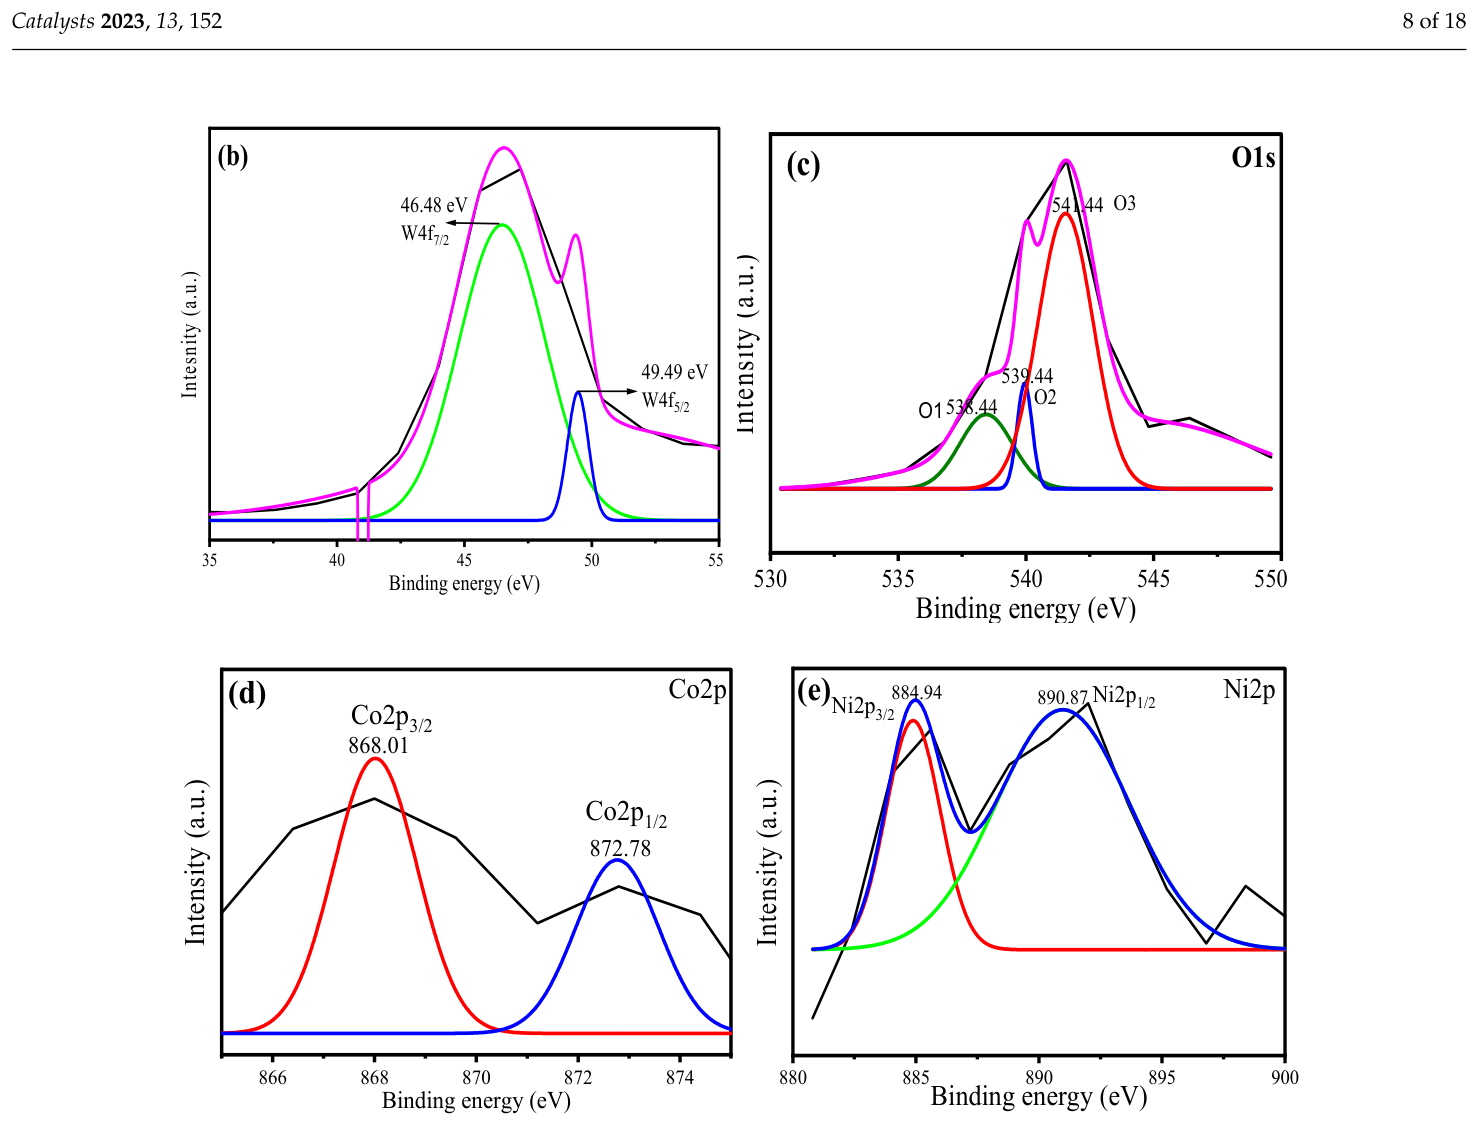 Catalysts 2023, 13, 152 8 of 18
(b)
46.48 eV
W4f7/2
49.49 eV
W4f5/2
Intesnity (a.u.)
35 40 45 50 55
Binding energy (eV)
(c) O1s
541.44 O3
539.44
O2
O1 538.44
Intensity (a.u.)
530 535 540 545 550
Binding energy (eV)
(d) Co2p
Co2p3/2
868.01
Co2p1/2
872.78
Intensity (a.u.)
866 868 870 872 874
Binding energy (eV)
(e) Ni2p
Ni2p3/2 884.94
890.87 Ni2p1/2
Intensity (a.u.)
880 885 890 895 900
Binding energy (eV)